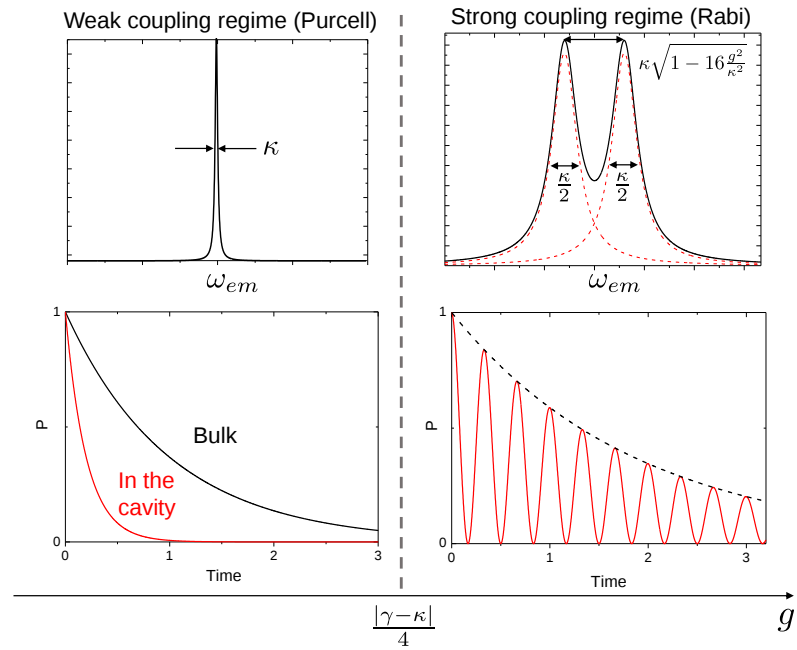 Weak coupling regime (Purcell)
κ
ω_em
Strong coupling regime (Rabi)
κ√(1 − 16 g²/κ²)
κ/2
κ/2
ω_em
1
P
Bulk
In the
cavity
0
0
1
2
3
Time
1
P
0
0
1
2
3
Time
|γ−κ|/4
g